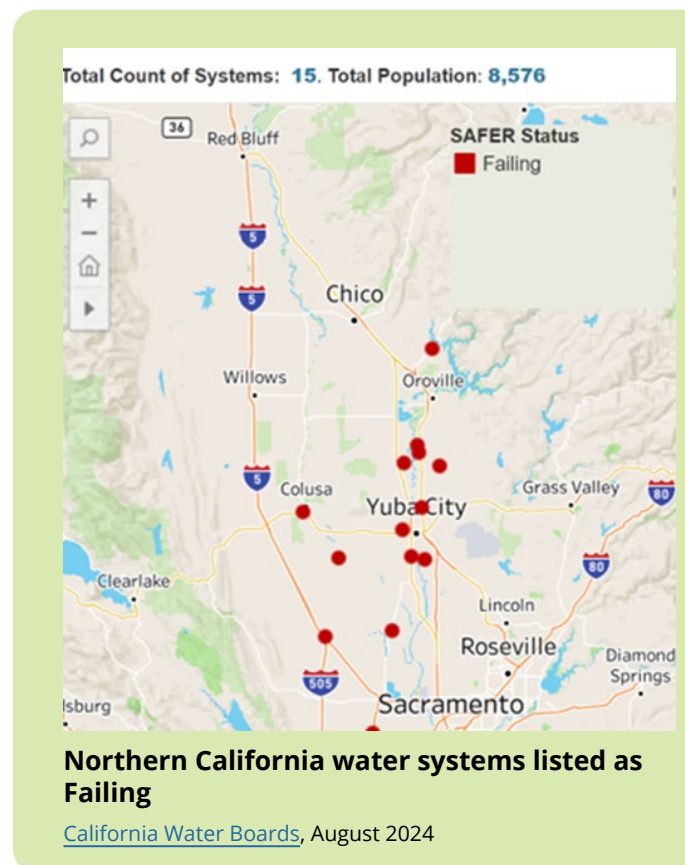 Total Count of Systems: 15. Total Population: 8,576
36
Red Bluff
SAFER Status
Failing
5
5
Chico
Willows
Oroville
5
Colusa
Yuba City
Grass Valley
80
80
Clearlake
Lincoln
Roseville
Diamond
Springs
505
lsburg
Sacramento
Northern California water systems listed as
Failing
California Water Boards, August 2024